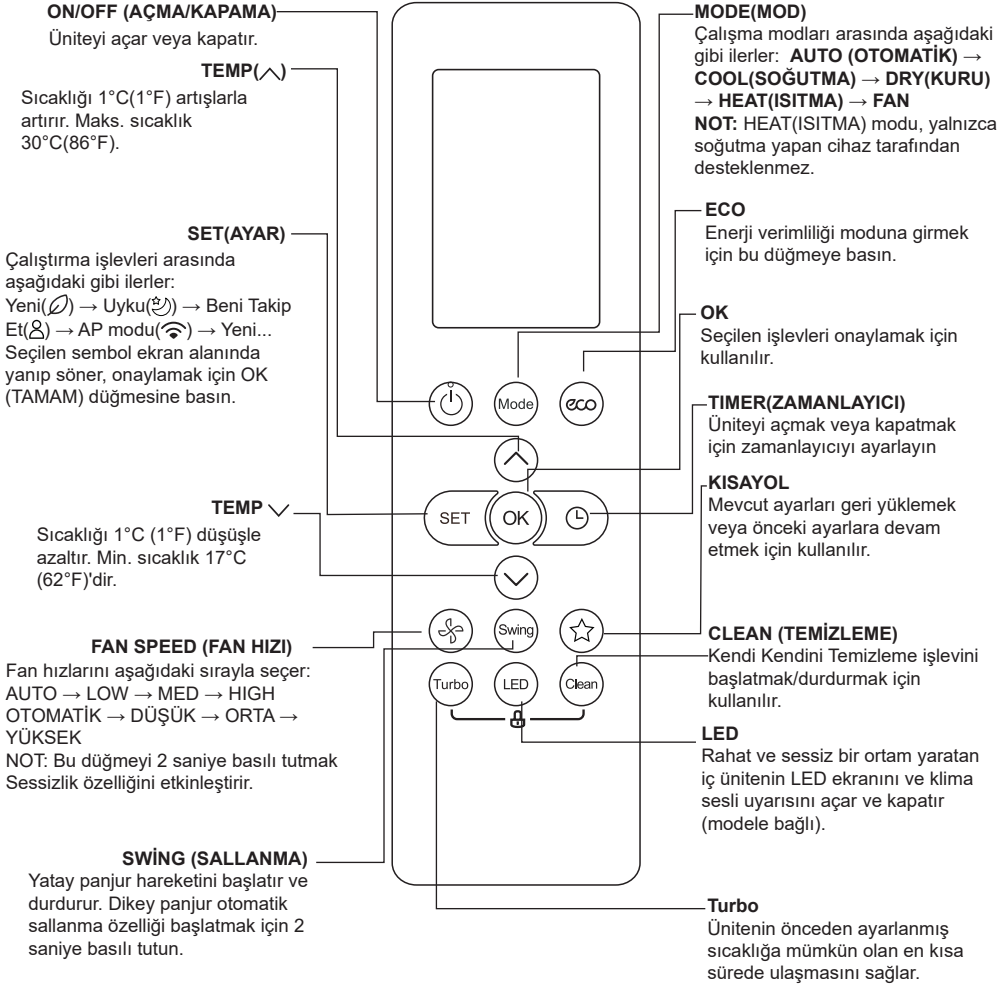 ON/OFF (AÇMA/KAPAMA)
Üniteyi açar veya kapatır.
TEMP(︿)
Sıcaklığı 1°C(1°F) artışlarla
artırır. Maks. sıcaklık
30°C(86°F).
SET(AYAR)
Çalıştırma işlevleri arasında
aşağıdaki gibi ilerler:
Yeni( ) → Uyku( ) → Beni Takip
Et( ) → AP modu( ) → Yeni...
Seçilen sembol ekran alanında
yanıp söner, onaylamak için OK
(TAMAM) düğmesine basın.
TEMP ﹀
Sıcaklığı 1°C (1°F) düşüşle
azaltır. Min. sıcaklık 17°C
(62°F)'dir.
FAN SPEED (FAN HIZI)
Fan hızlarını aşağıdaki sırayla seçer:
AUTO → LOW → MED → HIGH
OTOMATİK → DÜŞÜK → ORTA →
YÜKSEK
NOT: Bu düğmeyi 2 saniye basılı tutmak
Sessizlik özelliğini etkinleştirir.
SWİNG (SALLANMA)
Yatay panjur hareketini başlatır ve
durdurur. Dikey panjur otomatik
sallanma özelliği başlatmak için 2
saniye basılı tutun.
Mode
eco
SET
OK
Swing
Turbo
LED
Clean
MODE(MOD)
Çalışma modları arasında aşağıdaki
gibi ilerler: AUTO (OTOMATİK) →
COOL(SOĞUTMA) → DRY(KURU)
→ HEAT(ISITMA) → FAN
NOT: HEAT(ISITMA) modu, yalnızca
soğutma yapan cihaz tarafından
desteklenmez.
ECO
Enerji verimliliği moduna girmek
için bu düğmeye basın.
OK
Seçilen işlevleri onaylamak için
kullanılır.
TIMER(ZAMANLAYICI)
Üniteyi açmak veya kapatmak
için zamanlayıcıyı ayarlayın
KISAYOL
Mevcut ayarları geri yüklemek
veya önceki ayarlara devam
etmek için kullanılır.
CLEAN (TEMİZLEME)
Kendi Kendini Temizleme işlevini
başlatmak/durdurmak için
kullanılır.
LED
Rahat ve sessiz bir ortam yaratan
iç ünitenin LED ekranını ve klima
sesli uyarısını açar ve kapatır
(modele bağlı).
Turbo
Ünitenin önceden ayarlanmış
sıcaklığa mümkün olan en kısa
sürede ulaşmasını sağlar.